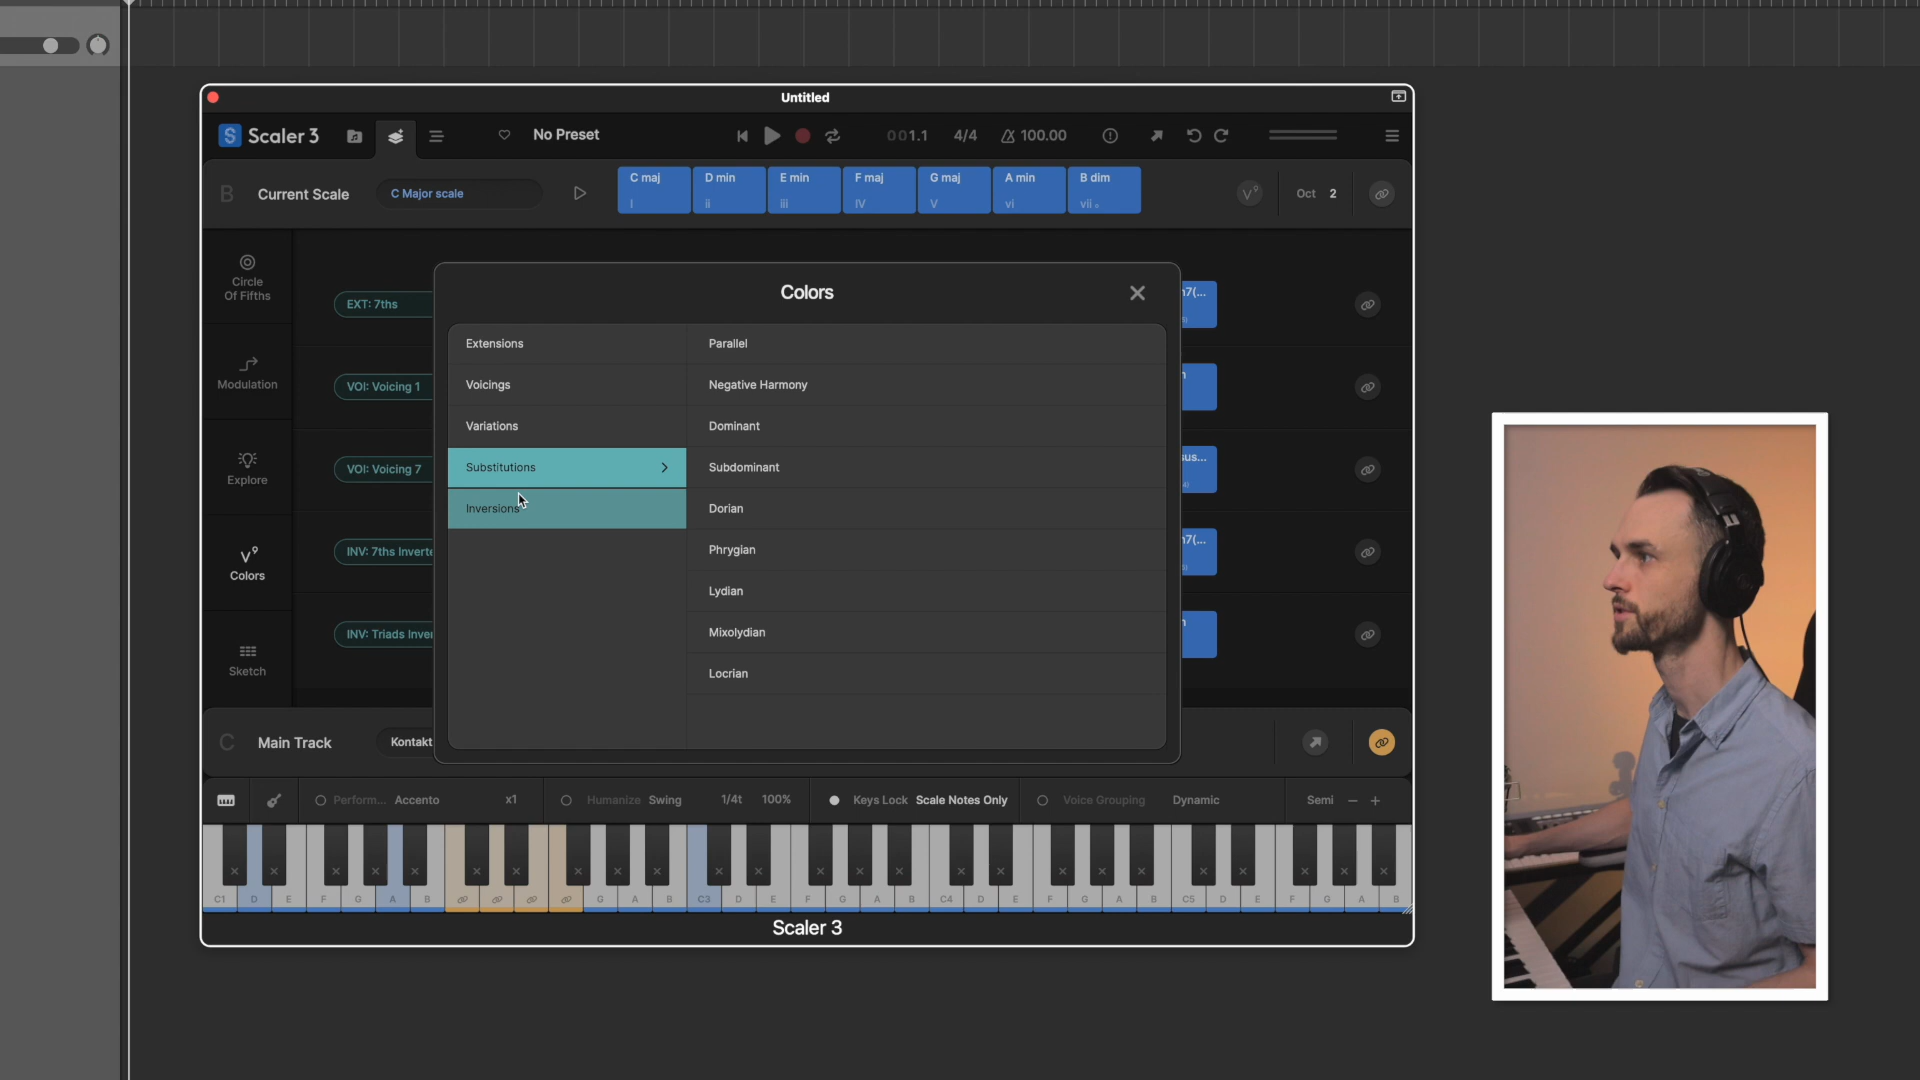 Untitled
S Scaler 3
No Preset
001.1
4/4
100.00
B
Current Scale
C Major scale
C maj
D min
E min
F maj
G maj
A min
B dim
I
ii
iii
IV
V
vi
vii o
V9
Oct 2
Circle
Of Fifths
Modulation
Explore
V9
Colors
Sketch
EXT: 7ths
VOI: Voicing 1
VOI: Voicing 7
INV: 7ths Inverte
INV: Triads Inver
Colors
Extensions
Voicings
Variations
Substitutions
Inversions
Parallel
Negative Harmony
Dominant
Subdominant
Dorian
Phrygian
Lydian
Mixolydian
Locrian
C
Main Track
Kontakt
Perform...
Accento
x1
Humanize
Swing
1/4t
100%
Keys Lock
Scale Notes Only
Voice Grouping
Dynamic
Semi − +
C1 D E F G A B G A B C3 D E F G A B C4 D E F G A B C5 D E F G A B
Scaler 3